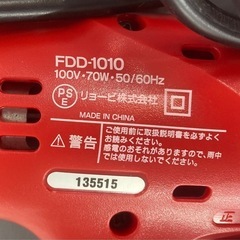 FDD-1010
100V・70W・50/60Hz
PS
E
リョービ株式会社
MADE IN CHINA
警告
ご使用前に取扱説明書を必ずよく
お読みください。
感電のおそれがありますので、雨の中
で使用しないでください。
135515
正